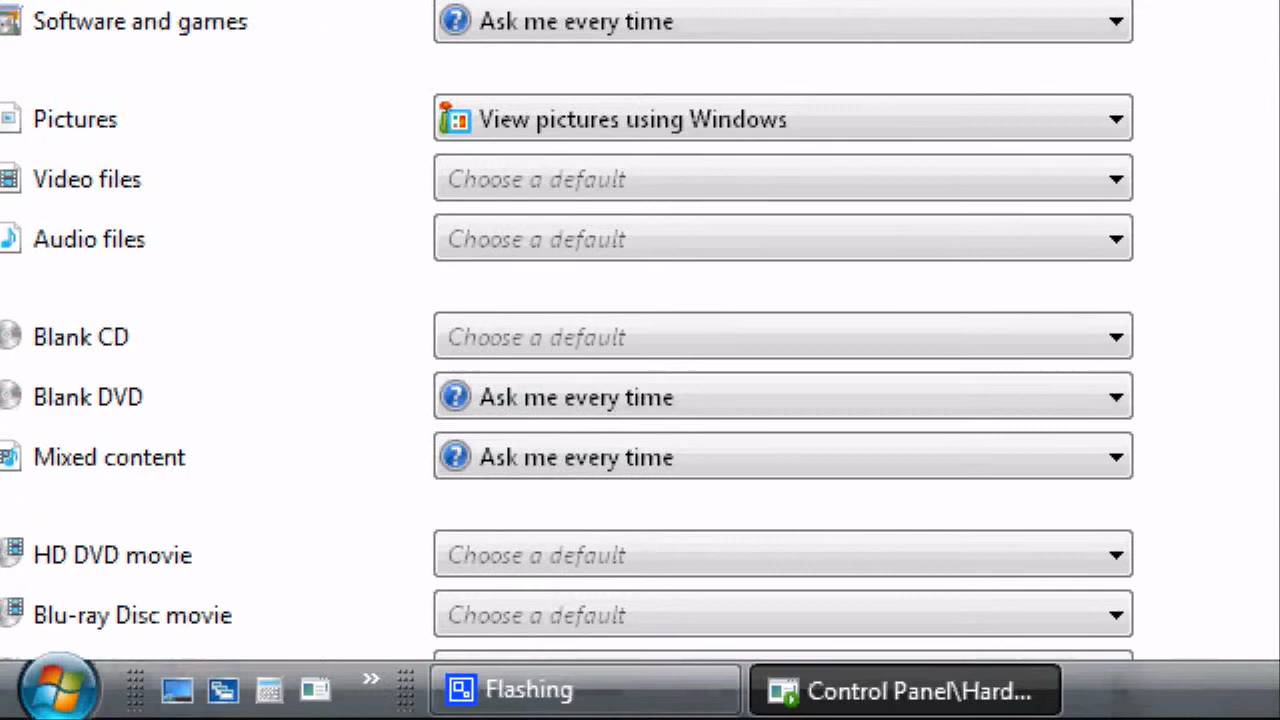 Software and games
Ask me every time
Pictures
View pictures using Windows
Video files
Choose a default
Audio files
Choose a default
Blank CD
Choose a default
Blank DVD
Ask me every time
Mixed content
Ask me every time
HD DVD movie
Choose a default
Blu-ray Disc movie
Choose a default
»
Flashing
Control Panel\Hard...